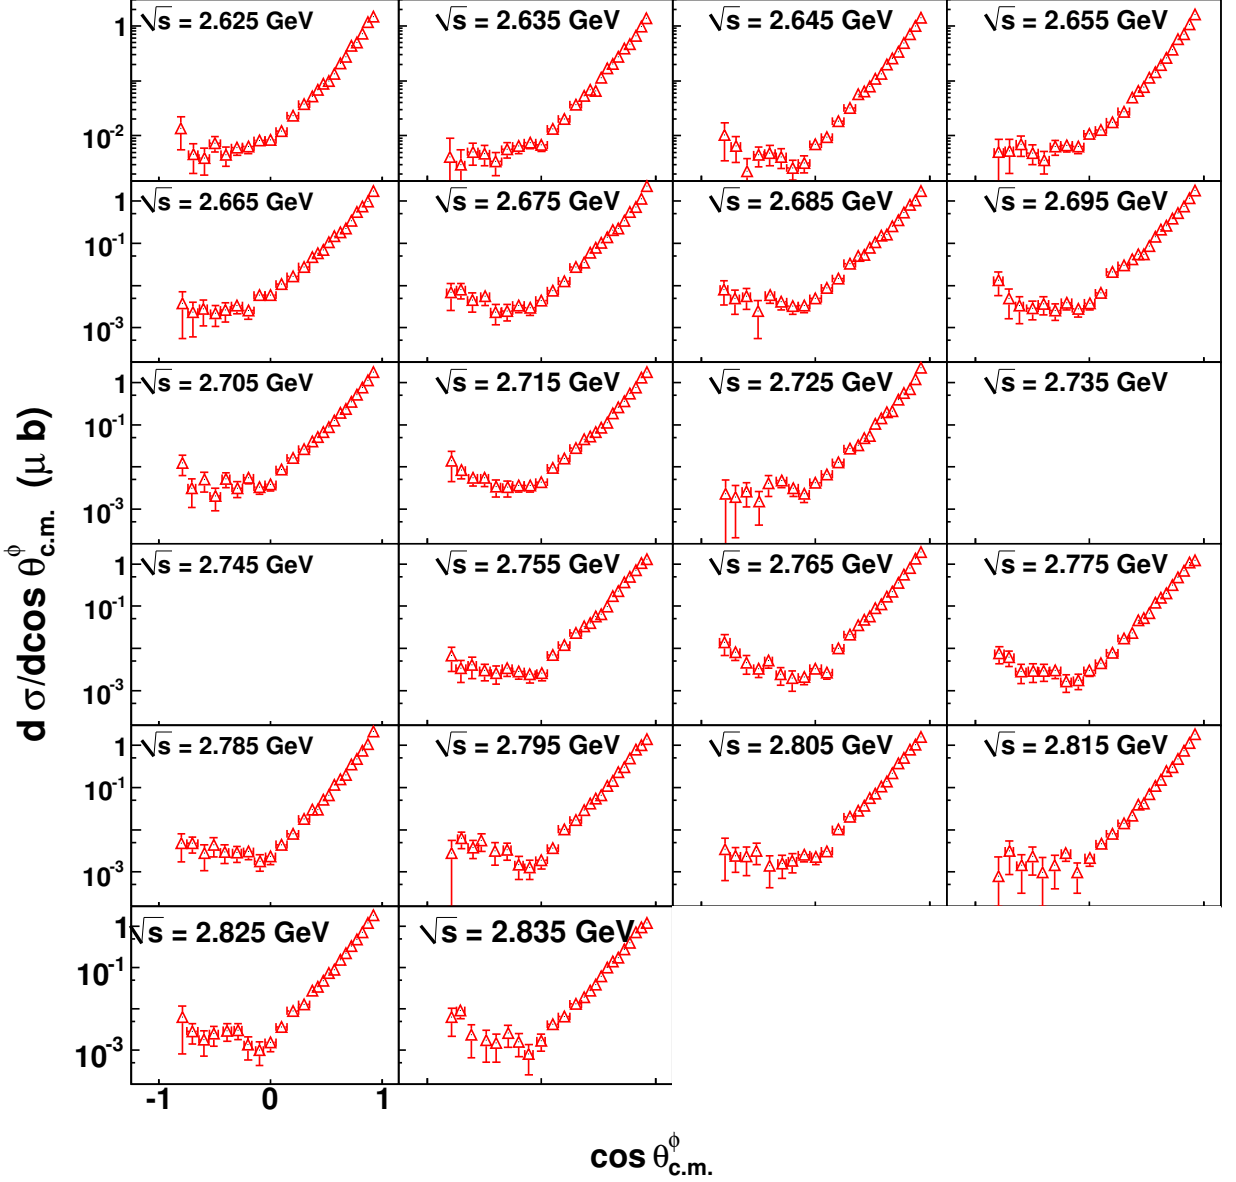 √s = 2.625 GeV √s = 2.635 GeV √s = 2.645 GeV √s = 2.655 GeV
1
10⁻²
√s = 2.665 GeV √s = 2.675 GeV √s = 2.685 GeV √s = 2.695 GeV
1
10⁻¹
10⁻³
√s = 2.705 GeV √s = 2.715 GeV √s = 2.725 GeV √s = 2.735 GeV
1
10⁻¹
10⁻³
√s = 2.745 GeV √s = 2.755 GeV √s = 2.765 GeV √s = 2.775 GeV
1
10⁻¹
10⁻³
√s = 2.785 GeV √s = 2.795 GeV √s = 2.805 GeV √s = 2.815 GeV
1
10⁻¹
10⁻³
√s = 2.825 GeV √s = 2.835 GeV
1
10⁻¹
10⁻³
-1 0 1
d σ/dcos θ^ϕ_c.m. (μ b)
cos θ^ϕ_c.m.